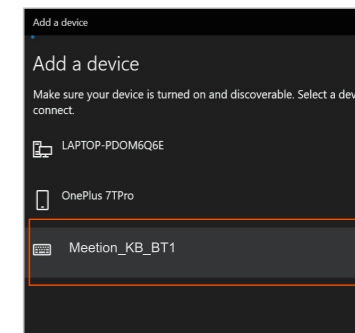 Add a device
Add a device
Make sure your device is turned on and discoverable. Select a dev
connect.
LAPTOP-PDOM6Q6E
OnePlus 7TPro
Meetion_KB_BT1